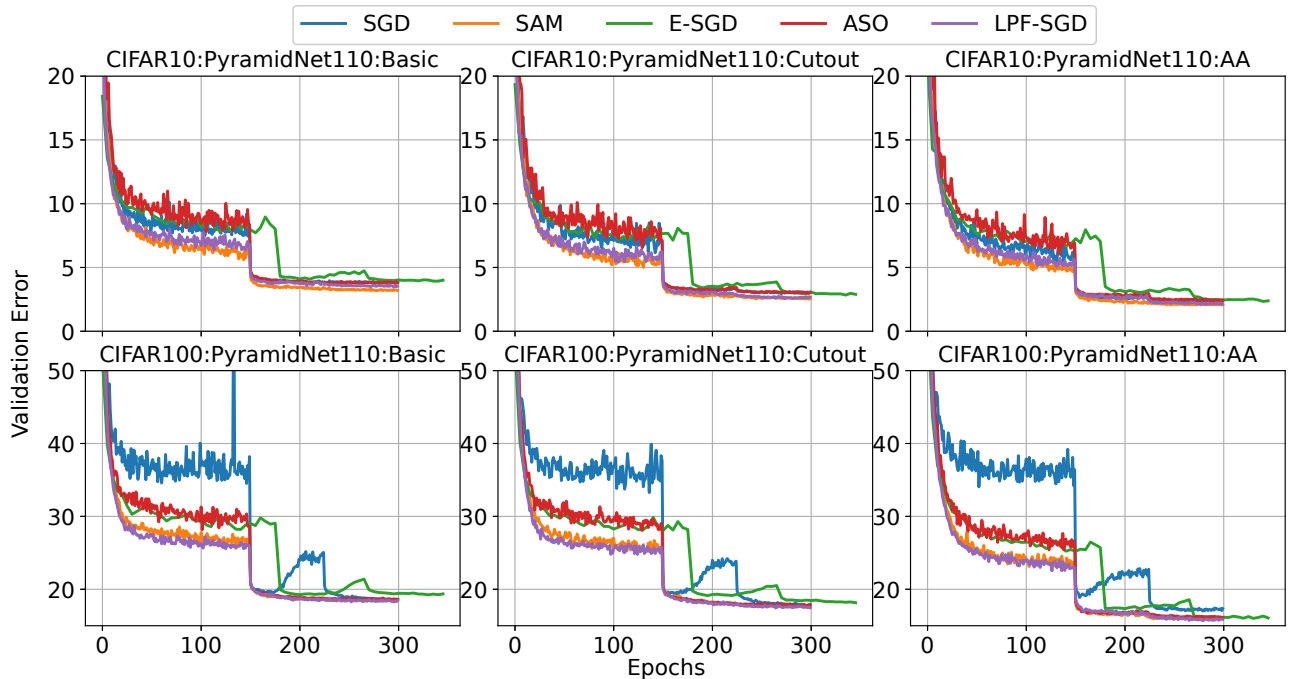 SGD SAM E-SGD ASO LPF-SGD
CIFAR10:PyramidNet110:Basic CIFAR10:PyramidNet110:Cutout CIFAR10:PyramidNet110:AA
20 20 20
15 15 15
10 10 10
5 5 5
0 0 0
CIFAR100:PyramidNet110:Basic CIFAR100:PyramidNet110:Cutout CIFAR100:PyramidNet110:AA
50 50 50
40 40 40
30 30 30
20 20 20
0 100 200 300 0 100 200 300 0 100 200 300
Validation Error
Epochs